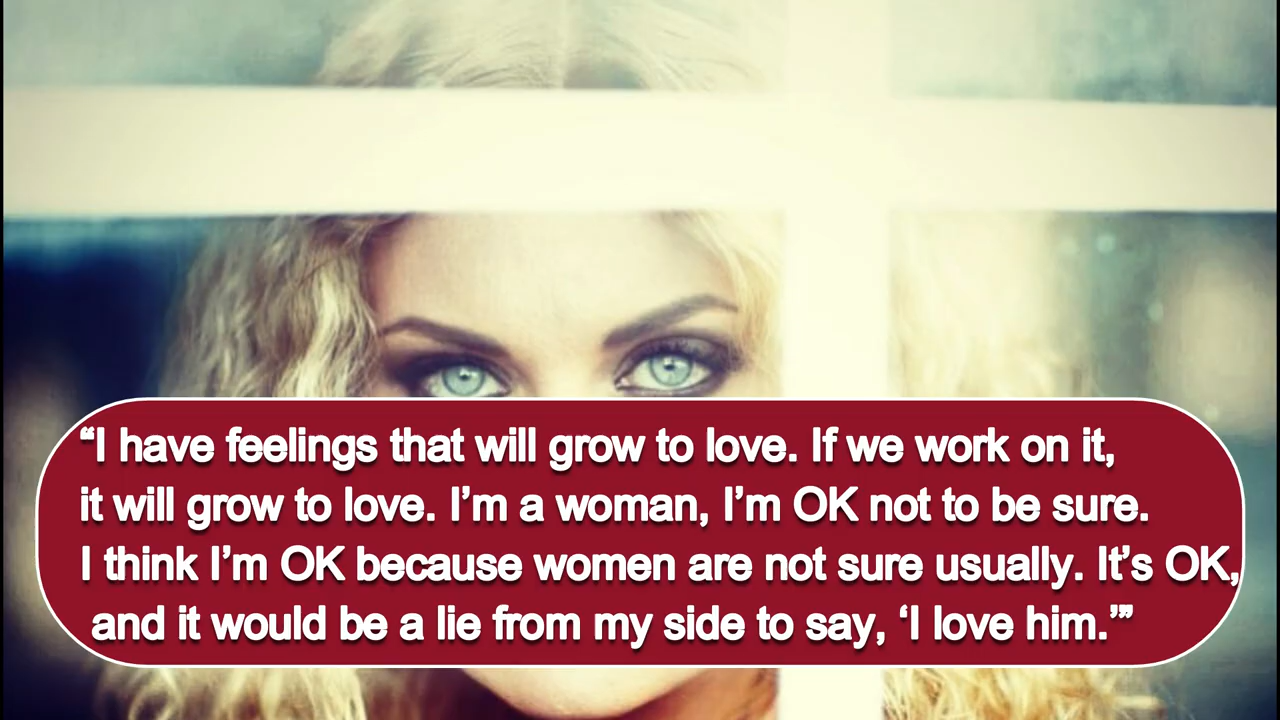 “I have feelings that will grow to love. If we work on it,
it will grow to love. I’m a woman, I’m OK not to be sure.
I think I’m OK because women are not sure usually. It’s OK,
and it would be a lie from my side to say, ‘I love him.’”